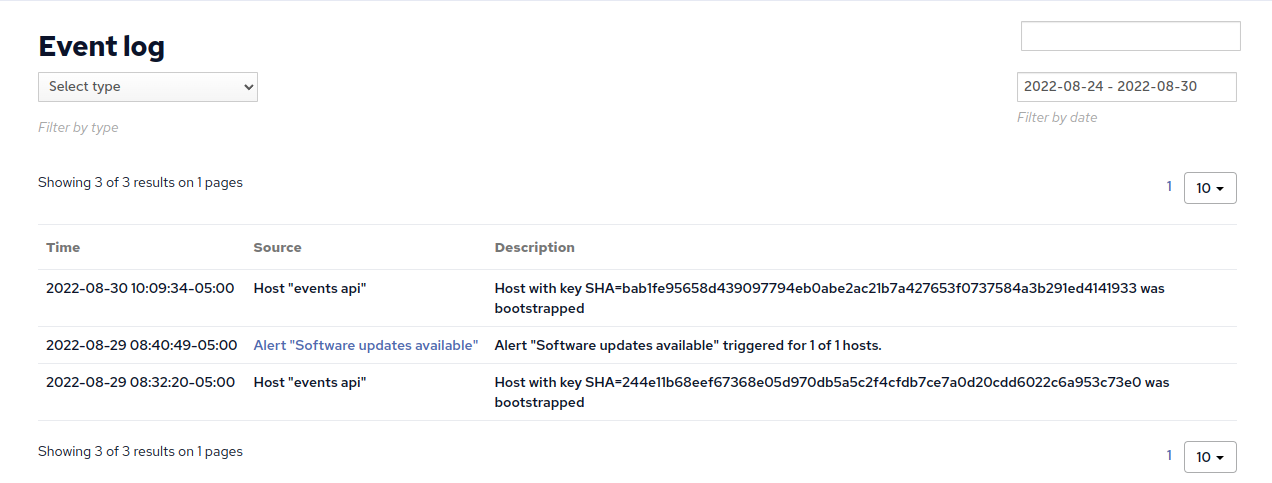 Event log
Select type
2022-08-24 - 2022-08-30
Filter by type
Filter by date
Showing 3 of 3 results on 1 pages
1 10
Time Source Description
2022-08-30 10:09:34-05:00 Host "events api" Host with key SHA=bab1fe95658d439097794eb0abe2ac21b7a427653f0737584a3b291ed4141933 was
bootstrapped
2022-08-29 08:40:49-05:00 Alert "Software updates available" Alert "Software updates available" triggered for 1 of 1 hosts.
2022-08-29 08:32:20-05:00 Host "events api" Host with key SHA=244e11b68eef67368e05d970db5a5c2f4cfdb7ce7a0d20cdd6022c6a953c73e0 was
bootstrapped
Showing 3 of 3 results on 1 pages
1 10